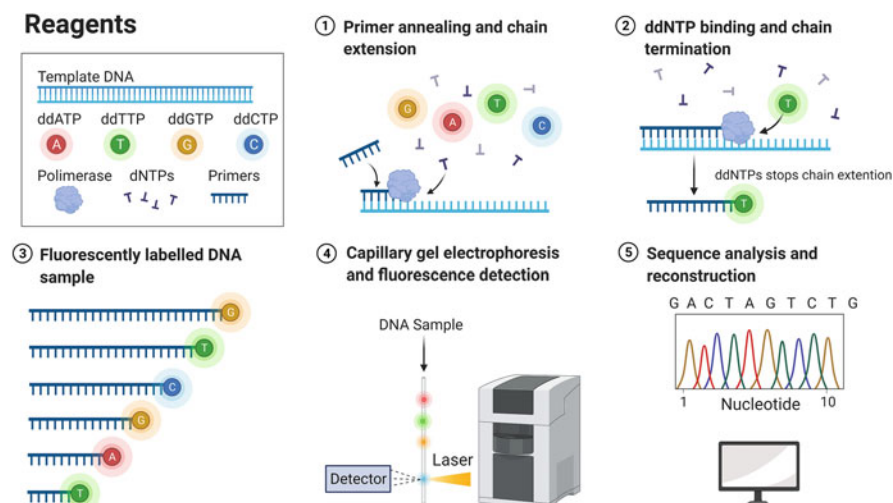 Reagents
Template DNA
ddATP ddTTP ddGTP ddCTP
A T G C
Polimerase dNTPs Primers
1 Primer annealing and chain
extension
G A T C
2 ddNTP binding and chain
termination
T
ddNTPs stops chain extention
T
3 Fluorescently labelled DNA
sample
G
T
C
G
A
T
4 Capillary gel electrophoresis
and fluorescence detection
DNA Sample
Laser
Detector
5 Sequence analysis and
reconstruction
G A C T A G T C T G
1 Nucleotide 10